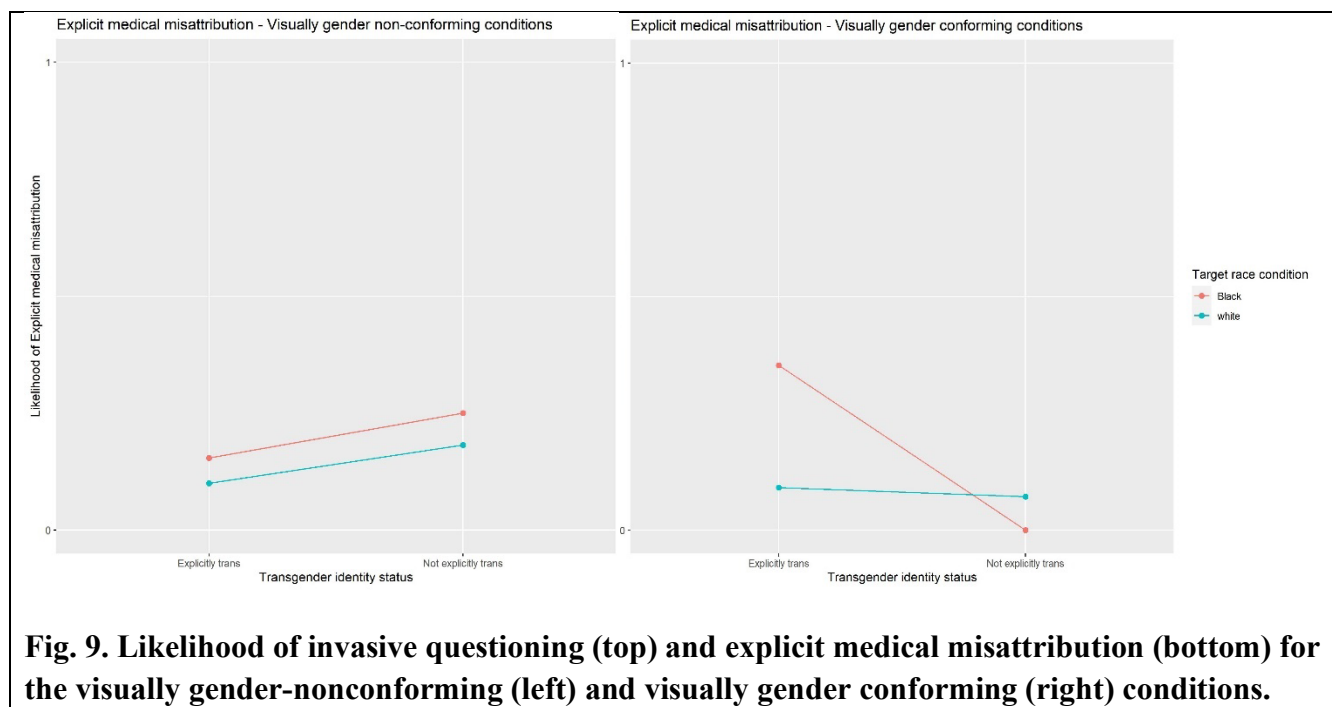 Explicit medical misattribution - Visually gender non-conforming conditions
Explicit medical misattribution - Visually gender conforming conditions
1
1
Likelihood of Explicit medical misattribution
Target race condition
Black
white
0
0
Explicitly trans
Not explicitly trans
Explicitly trans
Not explicitly trans
Transgender identity status
Transgender identity status
Fig. 9. Likelihood of invasive questioning (top) and explicit medical misattribution (bottom) for
the visually gender-nonconforming (left) and visually gender conforming (right) conditions.